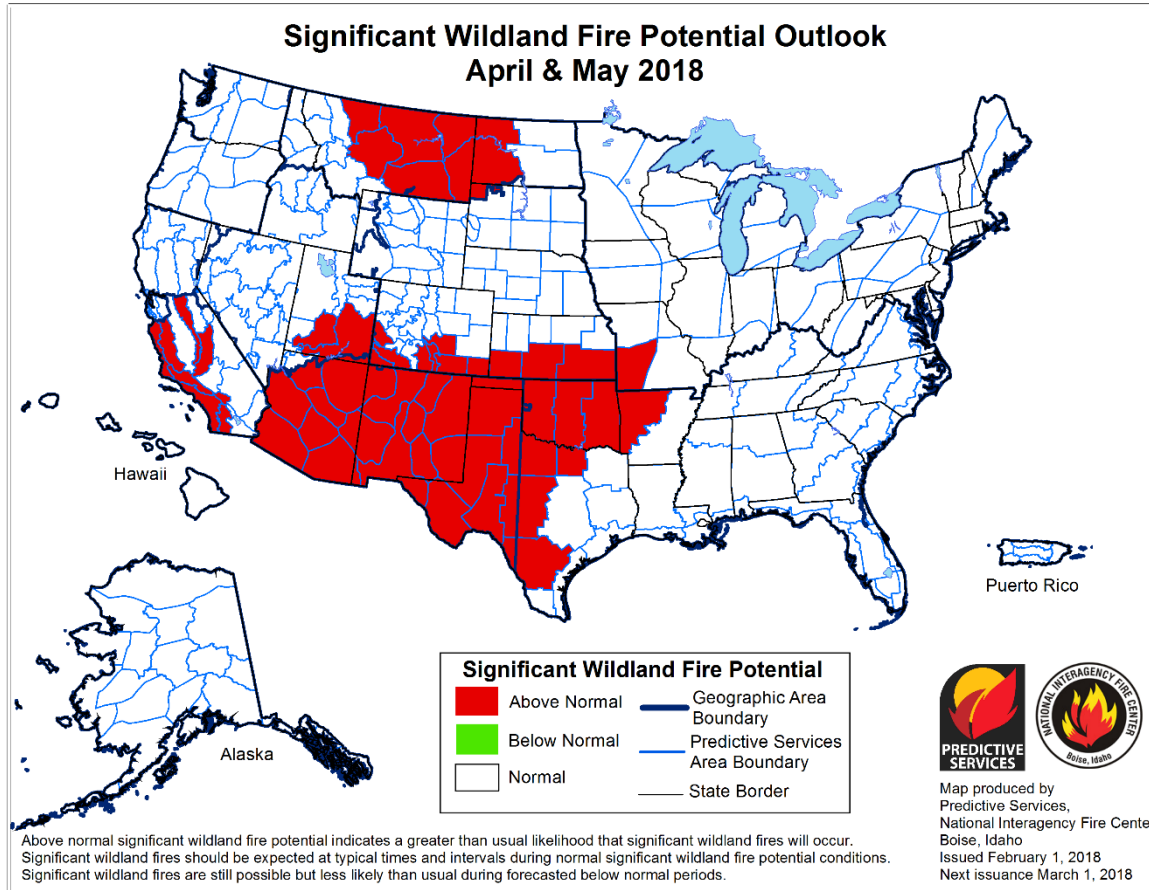 Significant Wildland Fire Potential Outlook
April & May 2018
Hawaii
Puerto Rico
Alaska
Significant Wildland Fire Potential
Above Normal
Below Normal
Normal
Geographic Area
Boundary
Predictive Services
Area Boundary
State Border
PREDICTIVE
SERVICES
NATIONAL INTERAGENCY FIRE CENTER
Boise, Idaho
Map produced by
Predictive Services,
National Interagency Fire Cente
Boise, Idaho
Issued February 1, 2018
Next issuance March 1, 2018
Above normal significant wildland fire potential indicates a greater than usual likelihood that significant wildland fires will occur.
Significant wildland fires should be expected at typical times and intervals during normal significant wildland fire potential conditions.
Significant wildland fires are still possible but less likely than usual during forecasted below normal periods.